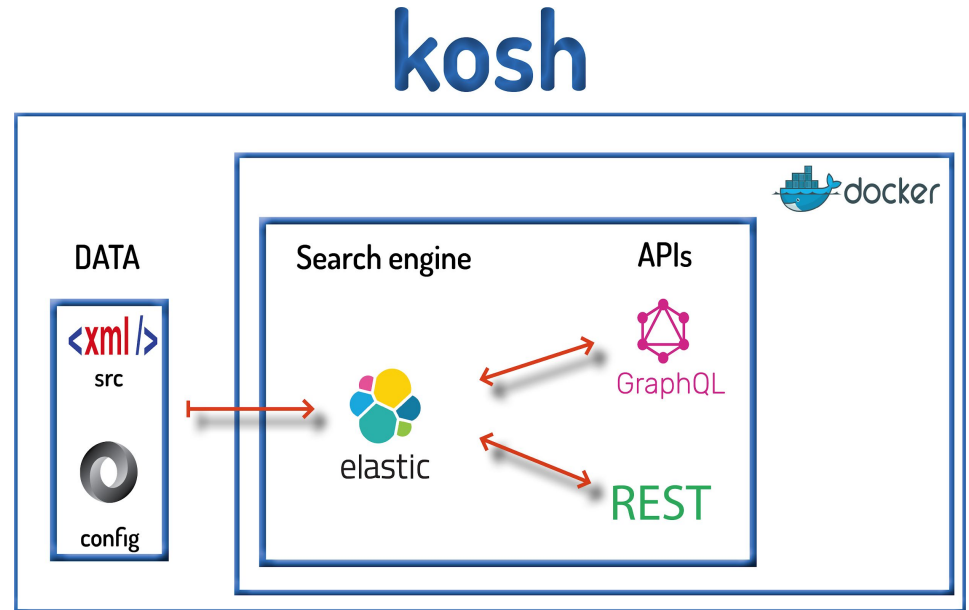 kosh
docker
DATA
Search engine
APIs
<xml/>
src
GraphQL
elastic
REST
config